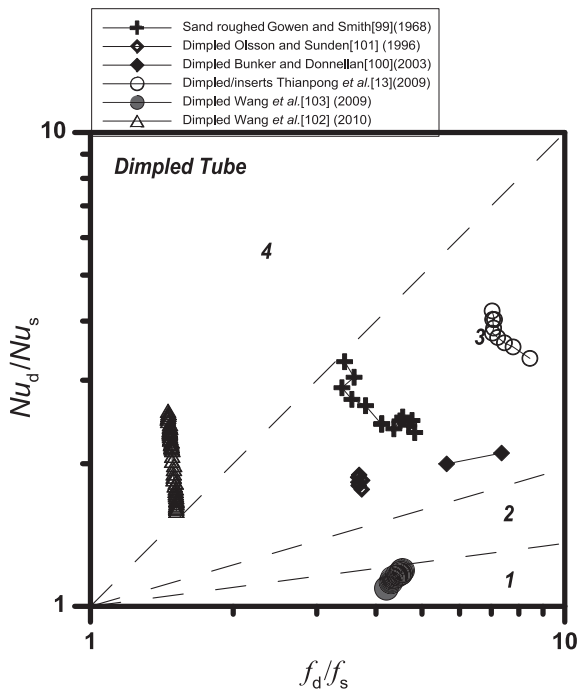 Sand roughed Gowen and Smith[99](1968)
Dimpled Olsson and Sunden[101] (1996)
Dimpled Bunker and Donnellan[100](2003)
Dimpled/inserts Thianpong et al.[13](2009)
Dimpled Wang et al.[103] (2009)
Dimpled Wang et al.[102] (2010)
10
Dimpled Tube
4
3
2
1
Nud/Nus
1
1
10
fd/fs